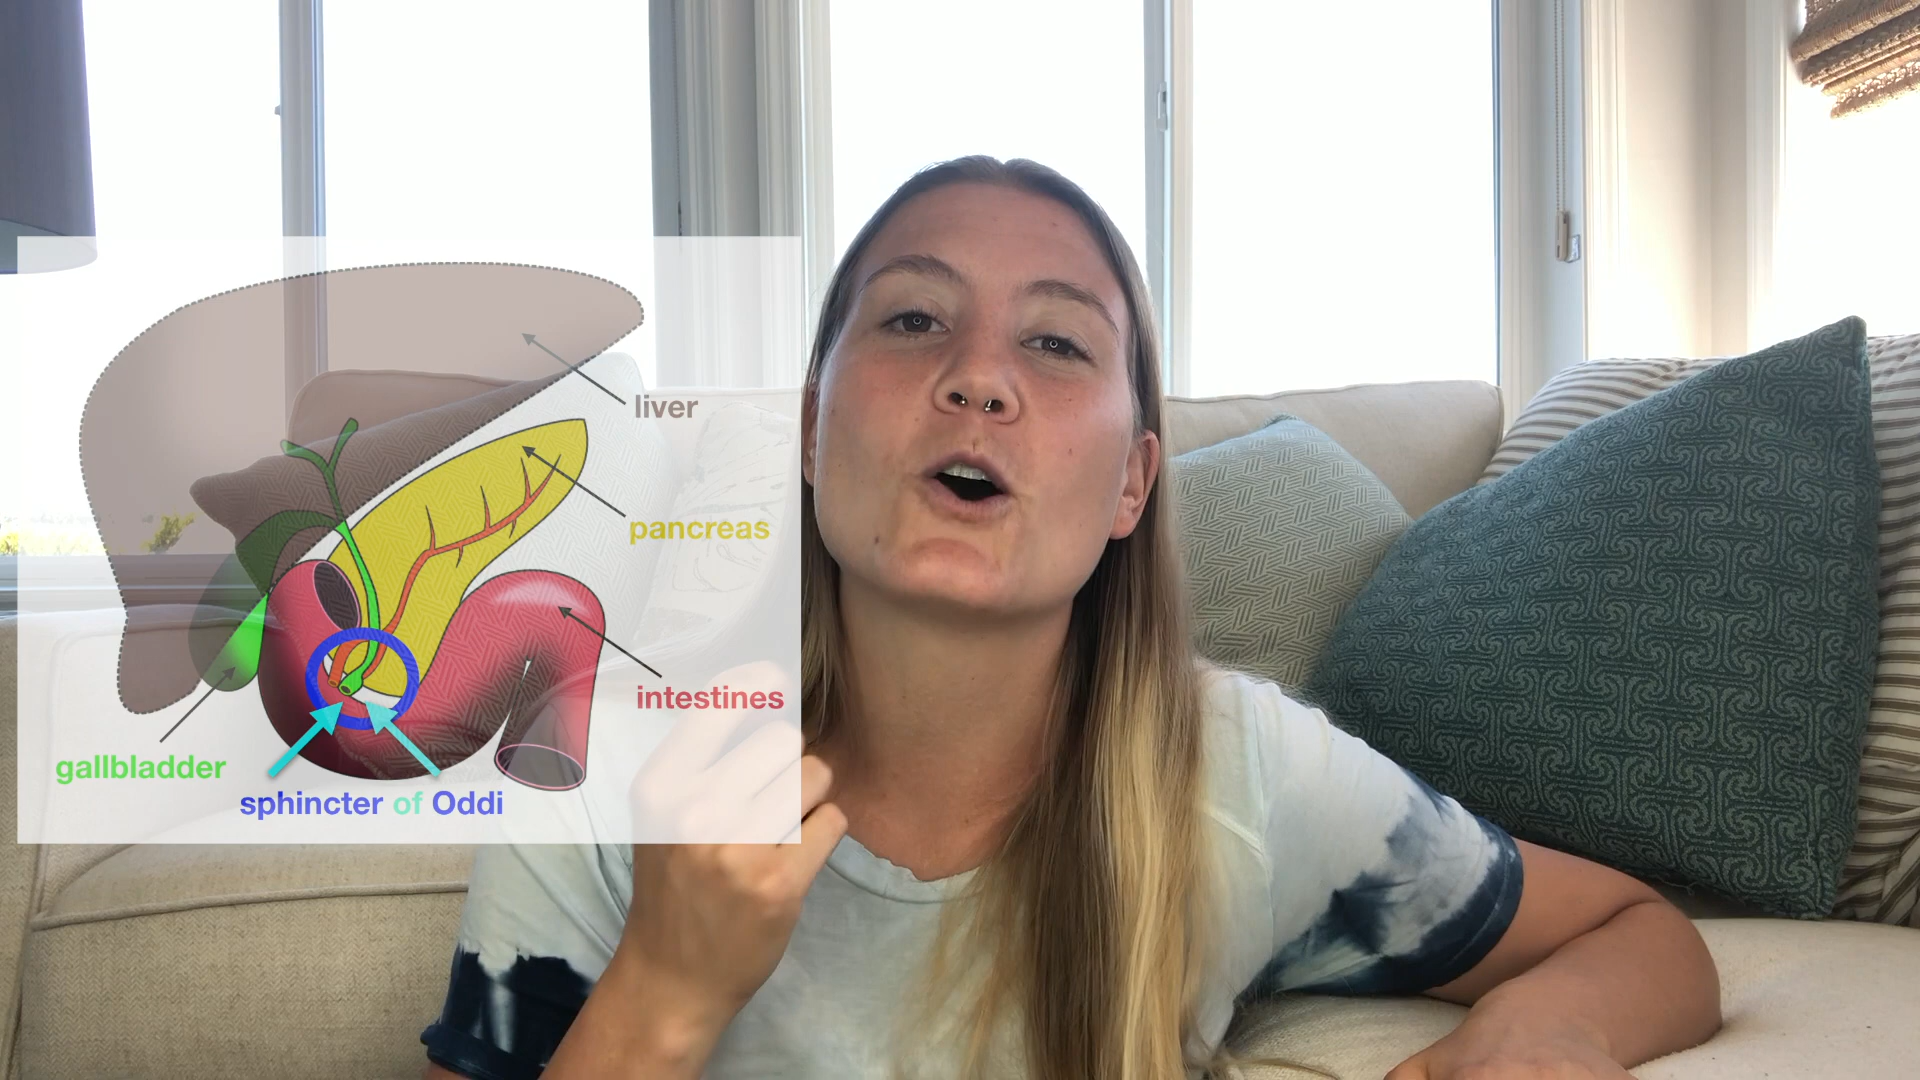 liver
pancreas
intestines
gallbladder
sphincter of Oddi